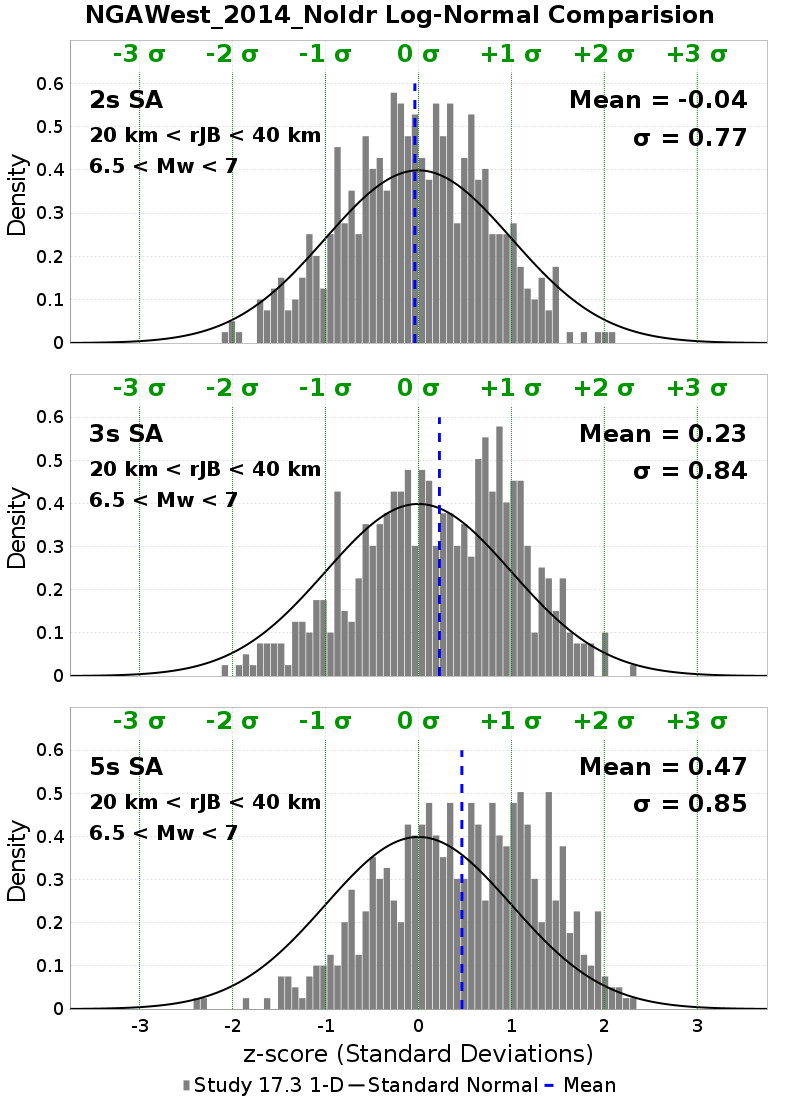 NGAWest_2014_NoIdr Log-Normal Comparision
-3 σ -2 σ -1 σ 0 σ +1 σ +2 σ +3 σ
2s SA Mean = -0.04
20 km < rJB < 40 km σ = 0.77
6.5 < Mw < 7
Density
0.6
0.5
0.4
0.3
0.2
0.1
0
-3 σ -2 σ -1 σ 0 σ +1 σ +2 σ +3 σ
3s SA Mean = 0.23
20 km < rJB < 40 km σ = 0.84
6.5 < Mw < 7
Density
0.6
0.5
0.4
0.3
0.2
0.1
0
-3 σ -2 σ -1 σ 0 σ +1 σ +2 σ +3 σ
5s SA Mean = 0.47
20 km < rJB < 40 km σ = 0.85
6.5 < Mw < 7
Density
0.6
0.5
0.4
0.3
0.2
0.1
0
-3 -2 -1 0 1 2 3
z-score (Standard Deviations)
Study 17.3 1-D Standard Normal Mean